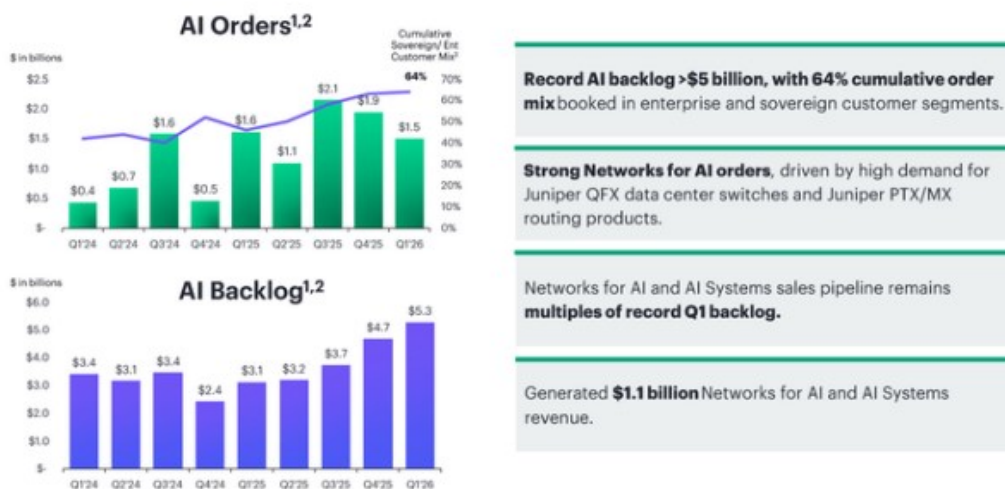 AI Orders1,2
$ in billions
Cumulative
Sovereign/ Ent
Customer Mix2
64%
$2.5
$2.0
$1.5
$1.0
$0.5
$-
70%
60%
50%
40%
30%
20%
10%
0%
$0.4
$0.7
$1.6
$0.5
$1.6
$1.1
$2.1
$1.9
$1.5
Q1'24 Q2'24 Q3'24 Q4'24 Q1'25 Q2'25 Q3'25 Q4'25 Q1'26
AI Backlog1,2
$ in billions
$6.0
$5.0
$4.0
$3.0
$2.0
$1.0
$-
$3.4
$3.1
$3.4
$2.4
$3.1
$3.2
$3.7
$4.7
$5.3
Q1'24 Q2'24 Q3'24 Q4'24 Q1'25 Q2'25 Q3'25 Q4'25 Q1'26
Record AI backlog >$5 billion, with 64% cumulative order
mix booked in enterprise and sovereign customer segments.
Strong Networks for AI orders, driven by high demand for
Juniper QFX data center switches and Juniper PTX/MX
routing products.
Networks for AI and AI Systems sales pipeline remains
multiples of record Q1 backlog.
Generated $1.1 billion Networks for AI and AI Systems
revenue.